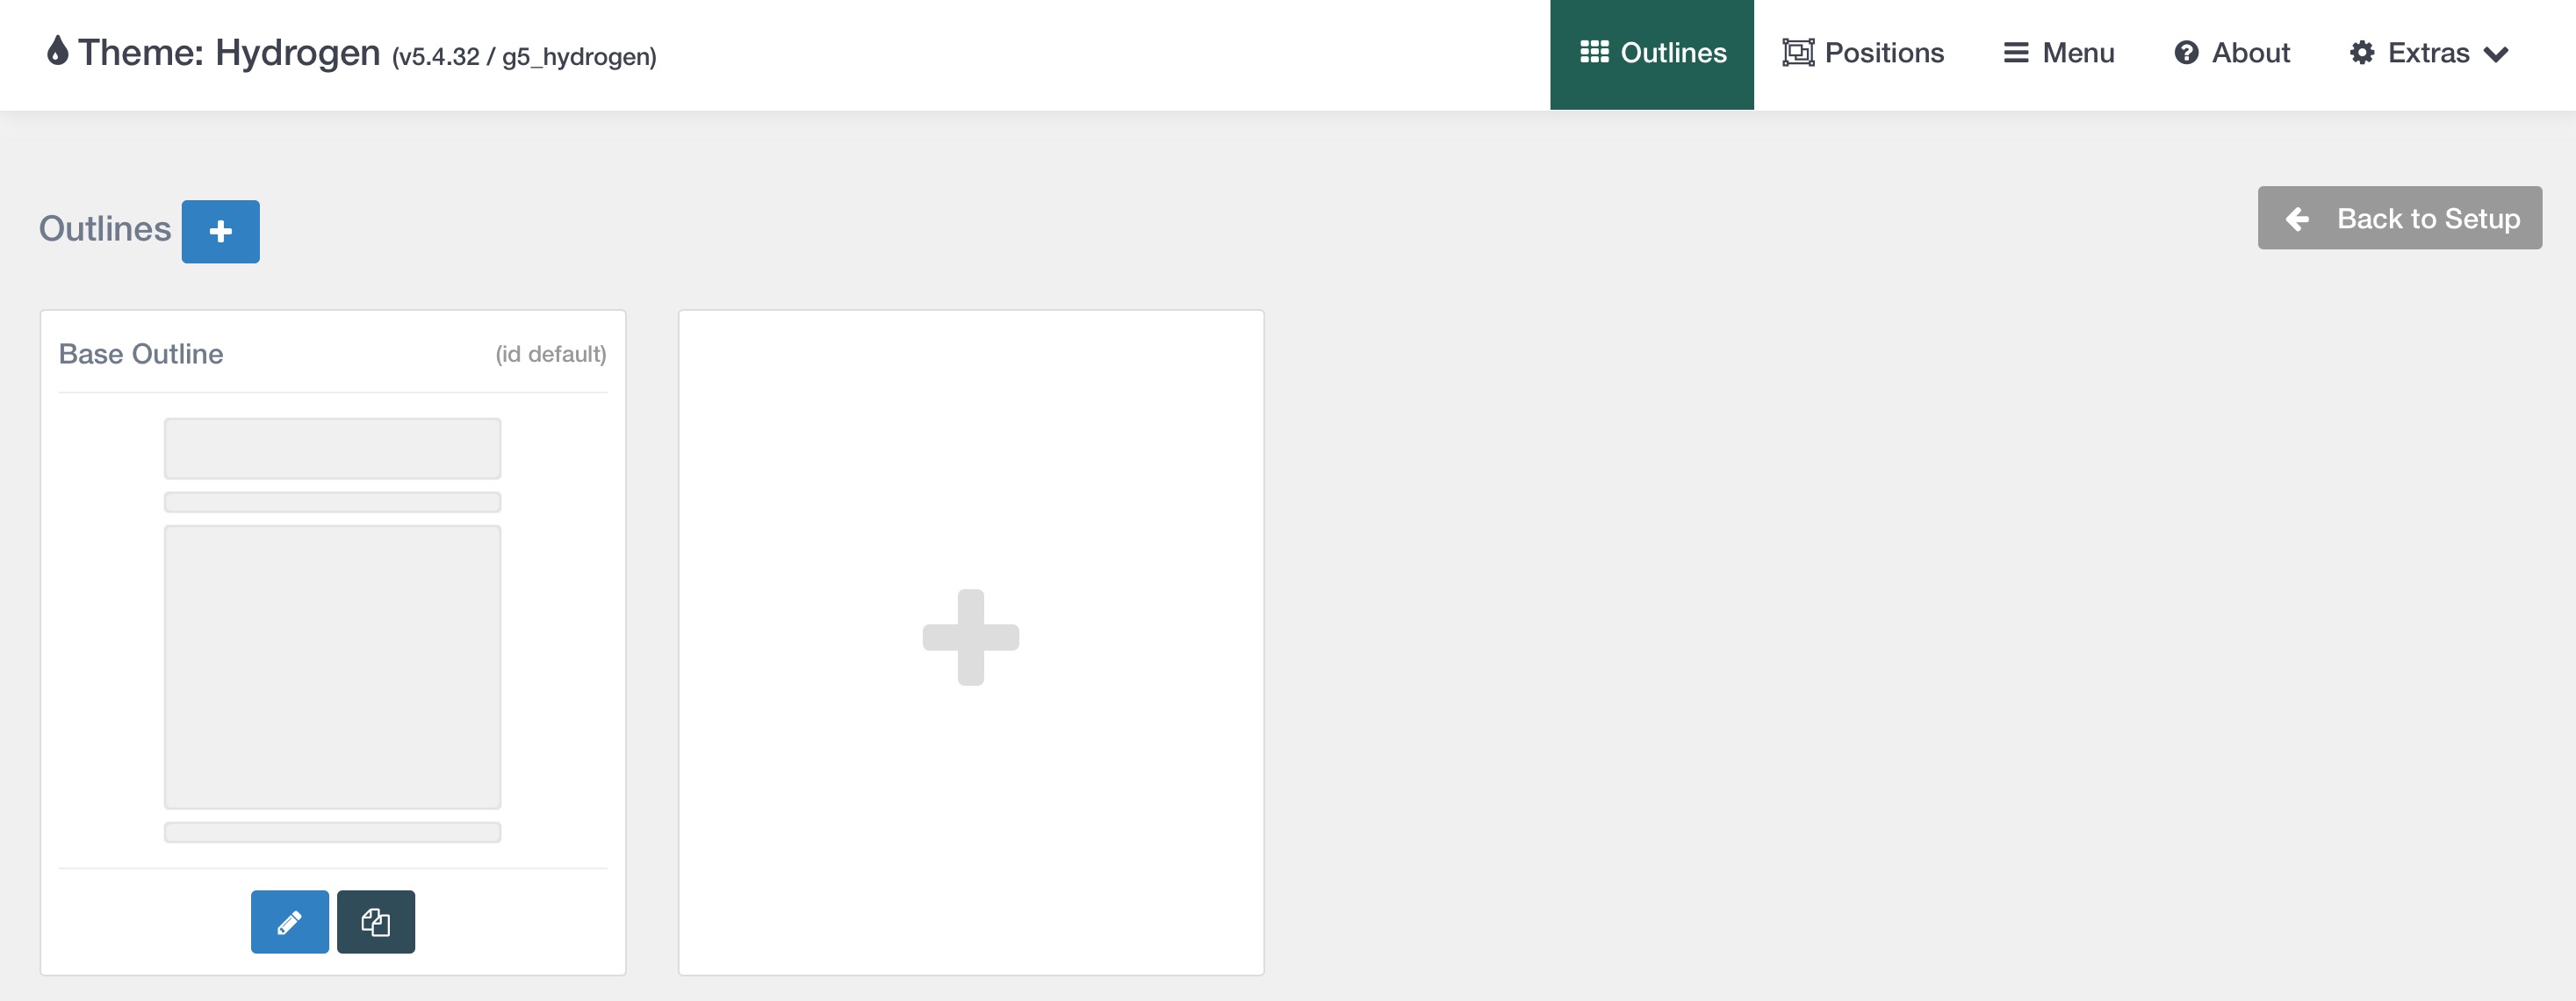 Theme: Hydrogen (v5.4.32 / g5_hydrogen)
Outlines
Positions
Menu
About
Extras
Outlines
Back to Setup
Base Outline
(id default)